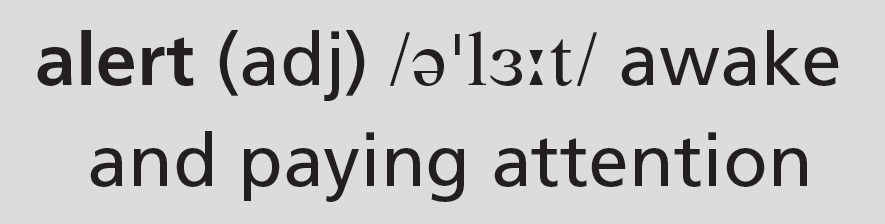 alert (adj) /əˈlɜːt/ awake
and paying attention